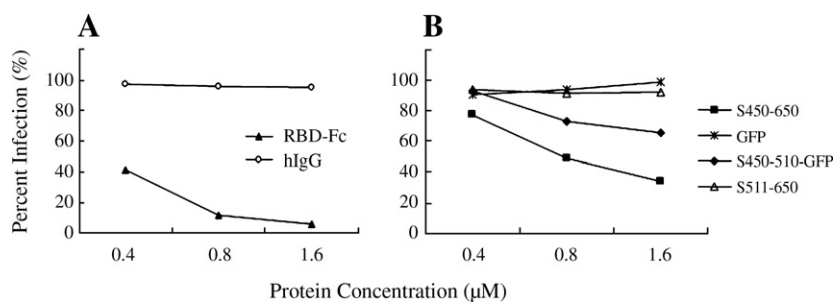 A
Percent Infection (%)
100
80
60
40
20
0
0.4
0.8
1.6
RBD-Fc
hIgG
B
100
80
60
40
20
0
0.4
0.8
1.6
S450-650
GFP
S450-510-GFP
S511-650
Protein Concentration (μM)